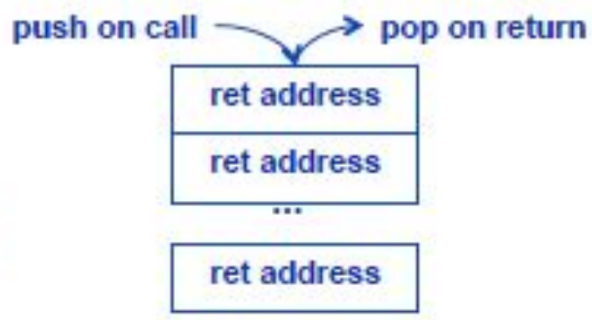 push on call pop on return
ret address
ret address
...
ret address